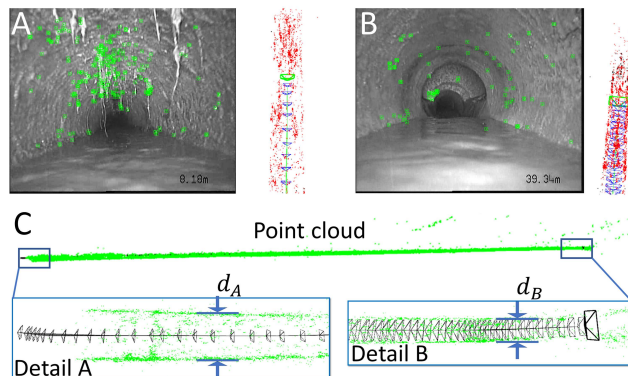 A
B
8.18m
39.34m
C
Point cloud
d_A
d_B
Detail A
Detail B